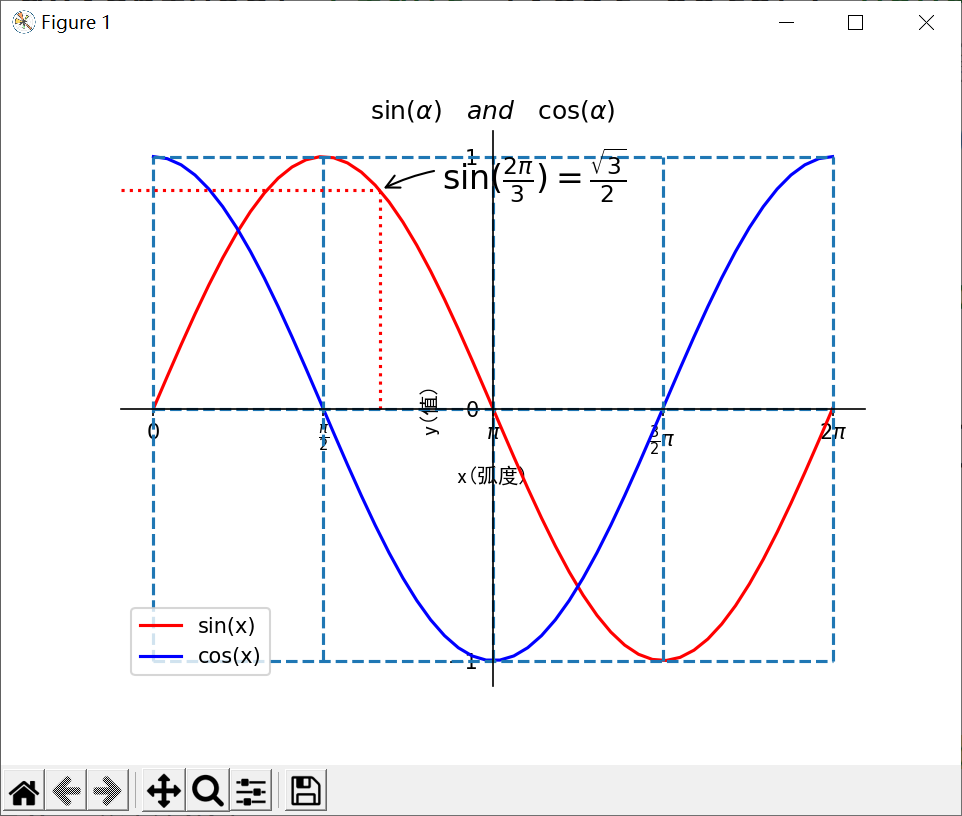 Figure 1
sin(α) and cos(α)
1
sin(2π/3) = √3/2
y(值)
0
0 π/2 π 3/2 π 2π
x(弧度)
sin(x)
cos(x)
1